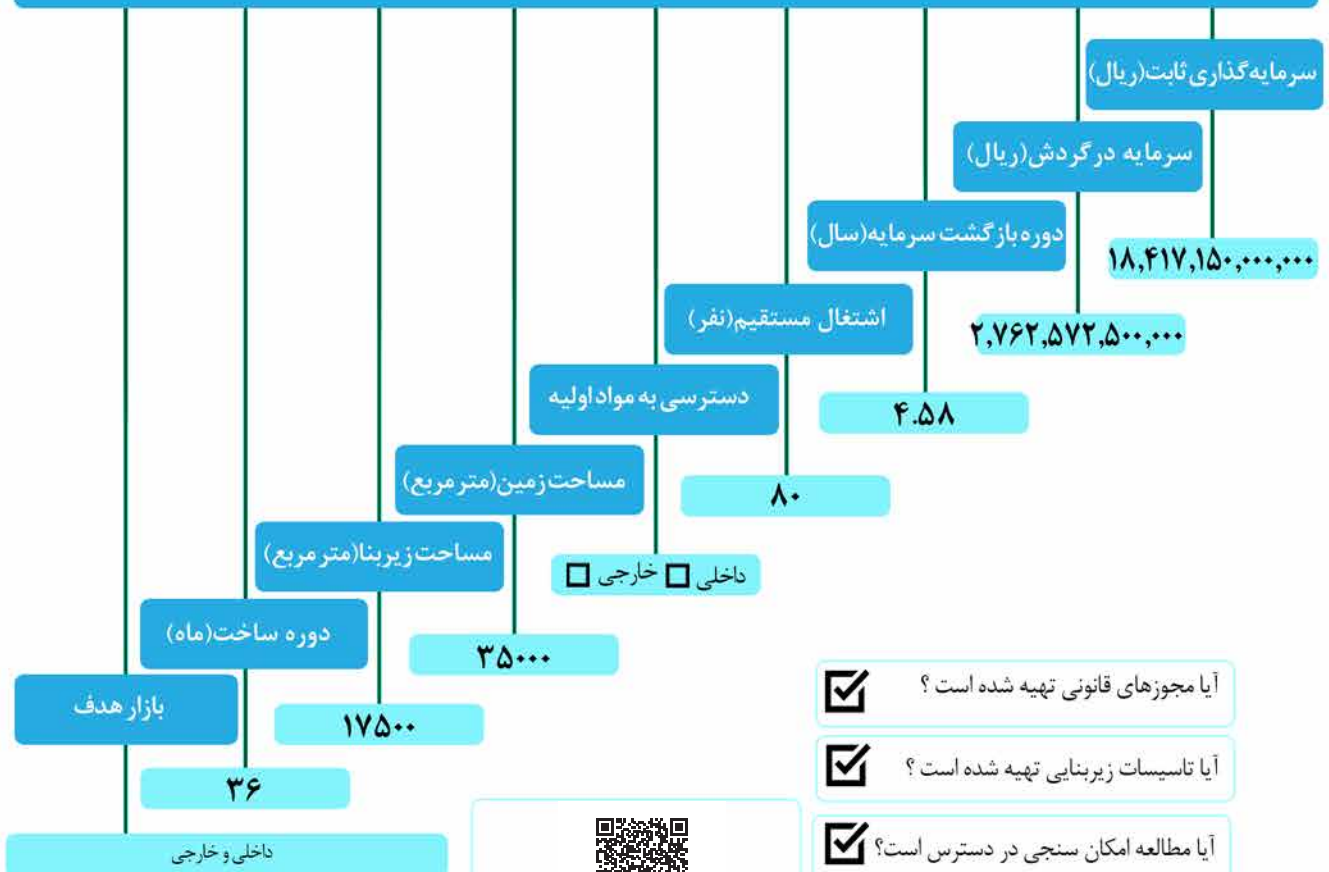 سرمایه‌گذاری ثابت(ریال)
۱۸,۴۱۷,۱۵۰,۰۰۰,۰۰۰
سرمایه در گردش(ریال)
۲,۷۶۲,۵۷۲,۵۰۰,۰۰۰
دوره بازگشت سرمایه(سال)
۴.۵۸
اشتغال مستقیم(نفر)
۸۰
دسترسی به مواد اولیه
داخلی ☐ خارجی ☐
مساحت زمین(متر مربع)
۳۵۰۰۰
مساحت زیربنا(متر مربع)
۱۷۵۰۰
دوره ساخت(ماه)
۳۶
بازار هدف
داخلی و خارجی
آیا مجوزهای قانونی تهیه شده است ؟ ☑
آیا تاسیسات زیربنایی تهیه شده است ؟ ☑
آیا مطالعه امکان سنجی در دسترس است؟ ☑